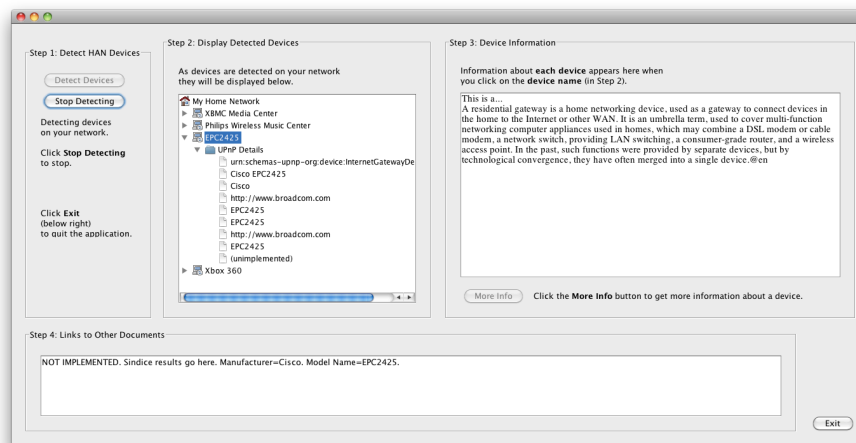 Step 1: Detect HAN Devices
Detect Devices
Stop Detecting
Detecting devices
on your network.
Click Stop Detecting
to stop.
Click Exit
(below right)
to quit the application.
Step 2: Display Detected Devices
As devices are detected on your network
they will be displayed below.
My Home Network
XBMC Media Center
Philips Wireless Music Center
EPC2425
UPnP Details
urn:schemas-upnp-org:device:InternetGatewayDe
Cisco EPC2425
Cisco
http://www.broadcom.com
EPC2425
EPC2425
http://www.broadcom.com
EPC2425
(unimplemented)
Xbox 360
Step 3: Device Information
Information about each device appears here when
you click on the device name (in Step 2).
This is a...
A residential gateway is a home networking device, used as a gateway to connect devices in
the home to the Internet or other WAN. It is an umbrella term, used to cover multi-function
networking computer appliances used in homes, which may combine a DSL modem or cable
modem, a network switch, providing LAN switching, a consumer-grade router, and a wireless
access point. In the past, such functions were provided by separate devices, but by
technological convergence, they have often merged into a single device.@en
More Info
Click the More Info button to get more information about a device.
Step 4: Links to Other Documents
NOT IMPLEMENTED. Sindice results go here. Manufacturer=Cisco. Model Name=EPC2425.
Exit